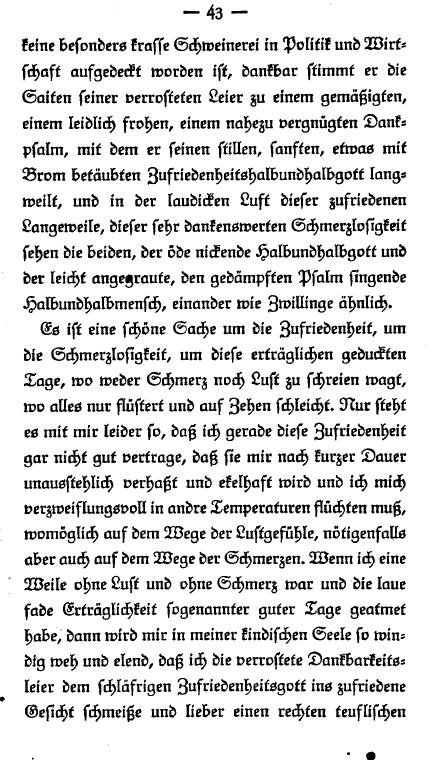 — 43 —
keine besonders krasse Schweinerei in Politik und Wirt-
schaft aufgedeckt worden ist, dankbar stimmt er die
Saiten seiner verrosteten Leier zu einem gemäßigten,
einem leidlich frohen, einem nahezu vergnügten Dank-
psalm, mit dem er seinen stillen, sanften, etwas mit
Brom betäubten Zufriedenheitshalbundhalbgott lang-
weilt, und in der laudicken Luft dieser zufriedenen
Langeweile, dieser sehr dankenswerten Schmerzlosigkeit
sehen die beiden, der öde nickende Halbundhalbgott und
der leicht angegraute, den gedämpften Psalm singende
Halbundhalbmensch, einander wie Zwillinge ähnlich.
Es ist eine schöne Sache um die Zufriedenheit, um
die Schmerzlosigkeit, um diese erträglichen geduckten
Tage, wo weder Schmerz noch Lust zu schreien wagt,
wo alles nur flüstert und auf Zehen schleicht. Nur steht
es mit mir leider so, daß ich gerade diese Zufriedenheit
gar nicht gut vertrage, daß sie mir nach kurzer Dauer
unausstehlich verhaßt und ekelhaft wird und ich mich
verzweiflungsvoll in andre Temperaturen flüchten muß,
womöglich auf dem Wege der Lustgefühle, nötigenfalls
aber auch auf dem Wege der Schmerzen. Wenn ich eine
Weile ohne Lust und ohne Schmerz war und die laue
fade Erträglichkeit sogenannter guter Tage geatmet
habe, dann wird mir in meiner kindischen Seele so win-
dig weh und elend, daß ich die verrostete Dankbarkeits-
leier dem schläfrigen Zufriedenheitsgott ins zufriedene
Gesicht schmeiße und lieber einen rechten teuflischen